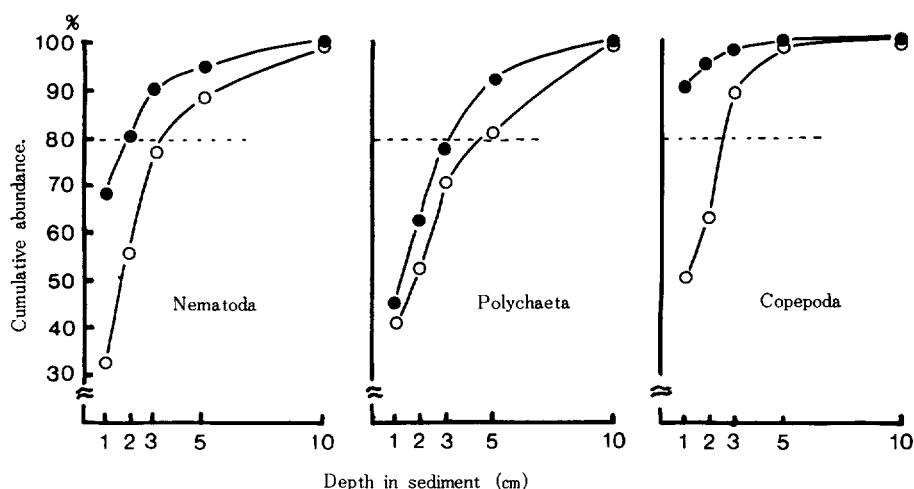 %
100
90
80
70
60
50
40
30
Cumulative abundance.
Nematoda
Polychaeta
Copepoda
1 2 3 5 10
1 2 3 5 10
1 2 3 5 10
Depth in sediment (cm)